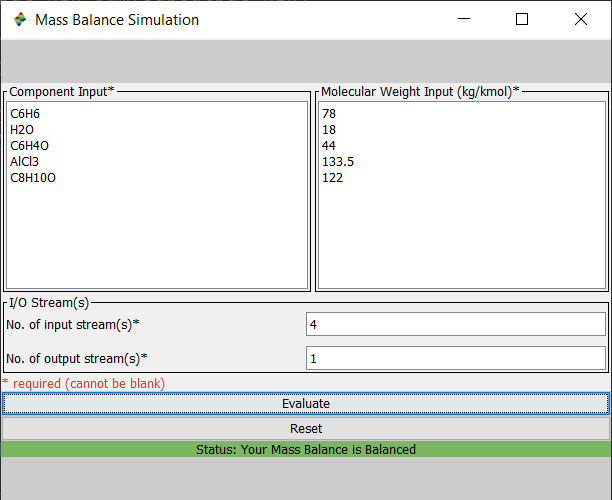 Mass Balance Simulation
Component Input*
C6H6
H2O
C6H4O
AlCl3
C8H10O
Molecular Weight Input (kg/kmol)*
78
18
44
133.5
122
I/O Stream(s)
No. of input stream(s)* 4
No. of output stream(s)* 1
* required (cannot be blank)
Evaluate
Reset
Status: Your Mass Balance is Balanced